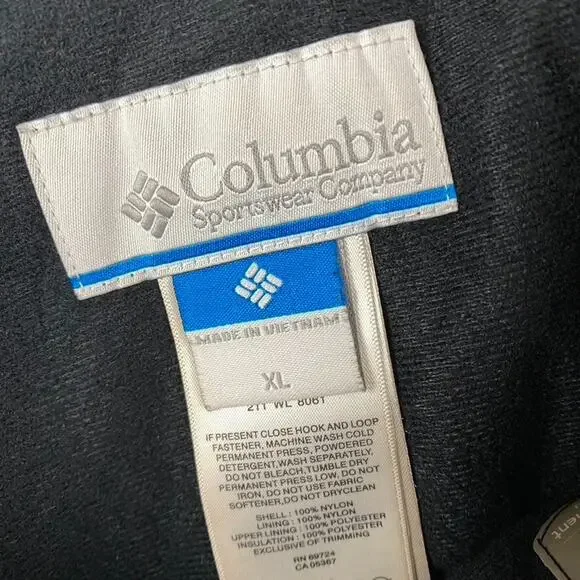 Columbia
Sportswear Company
MADE IN VIETNAM
XL
211 WL 8061
IF PRESENT CLOSE HOOK AND LOOP
FASTENER, MACHINE WASH COLD
PERMANENT PRESS, POWDERED
DETERGENT,WASH SEPARATELY,
DO NOT BLEACH,TUMBLE DRY
PERMANENT PRESS LOW, DO NOT
IRON, DO NOT USE FABRIC
SOFTENER, DO NOT DRYCLEAN
SHELL : 100% NYLON
LINING : 100% NYLON
UPPER LINING : 100% POLYESTER
INSULATION : 100% POLYESTER
EXCLUSIVE OF TRIMMING
RN 69724
CA 05367